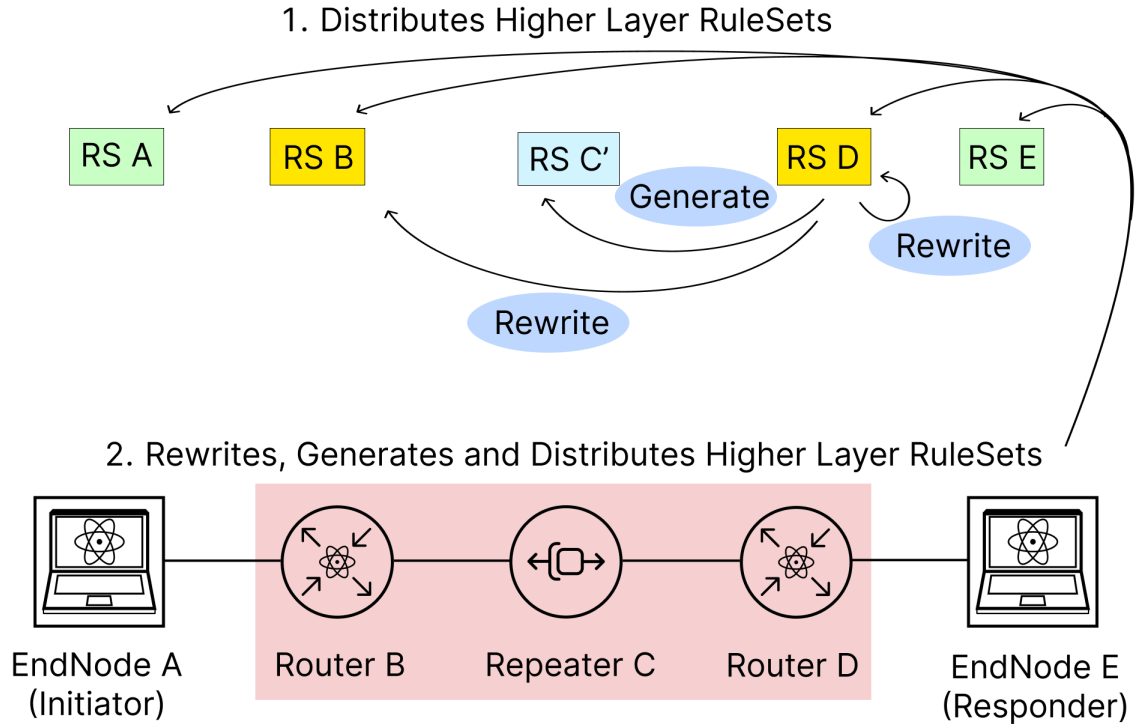 1. Distributes Higher Layer RuleSets
RS A
RS B
RS C’
RS D
RS E
Generate
Rewrite
Rewrite
2. Rewrites, Generates and Distributes Higher Layer RuleSets
EndNode A
(Initiator)
Router B
Repeater C
Router D
EndNode E
(Responder)